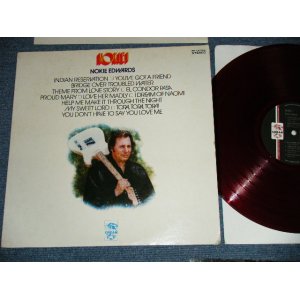 NOKIE
NOKIE EDWARDS
INDIAN RESERVATION / YOU'VE GOT A FRIEND
BRIDGE OVER TROUBLED WATER
THEME FROM LOVE STORY / EL CONDOR PASA
PROUD MARY / LOVE HER MADLY / I DREAM OF NAOMI
HELP ME MAKE IT THROUGH THE NIGHT
MY SWEET LORD / TORA, TORA, TORA!
YOU DON'T HAVE TO SAY YOU LOVE ME